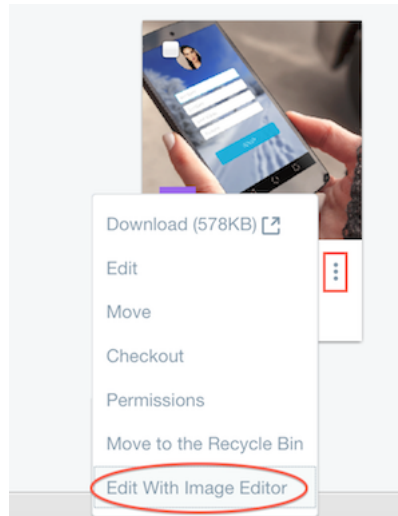 Download (578KB)
Edit
Move
Checkout
Permissions
Move to the Recycle Bin
Edit With Image Editor